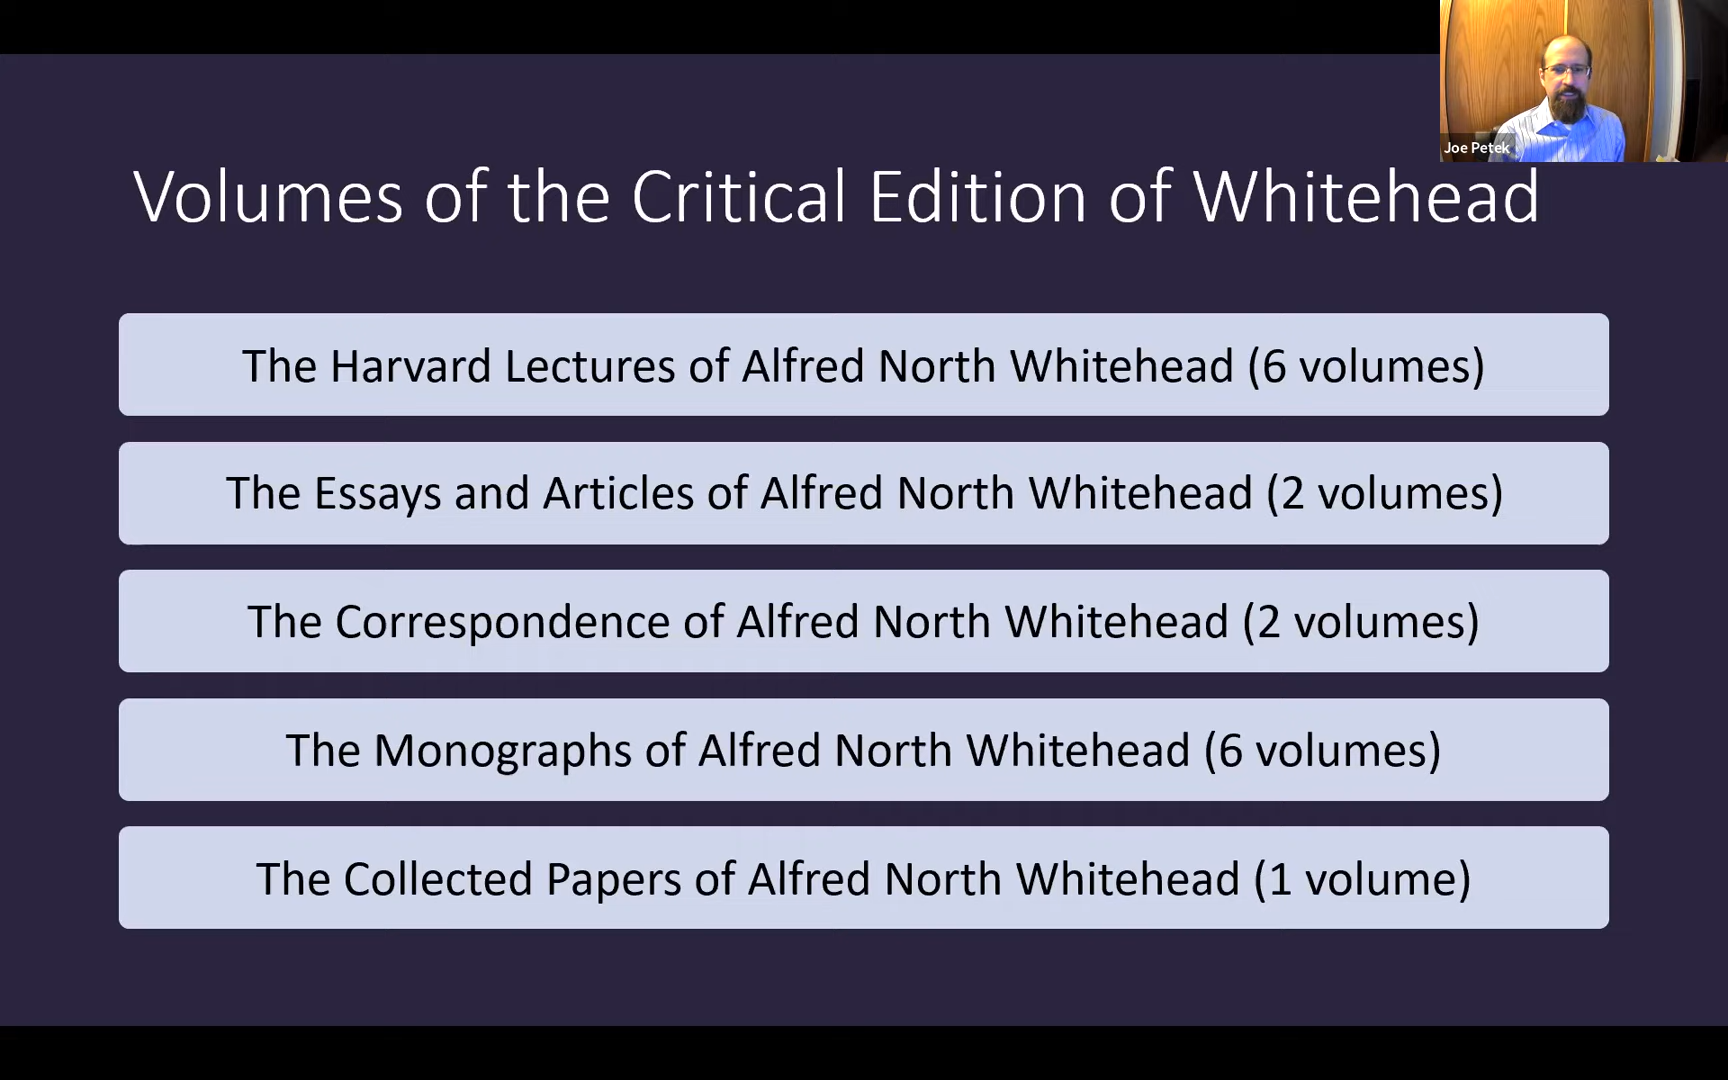 Joe Petek
Volumes of the Critical Edition of Whitehead
The Harvard Lectures of Alfred North Whitehead (6 volumes)
The Essays and Articles of Alfred North Whitehead (2 volumes)
The Correspondence of Alfred North Whitehead (2 volumes)
The Monographs of Alfred North Whitehead (6 volumes)
The Collected Papers of Alfred North Whitehead (1 volume)